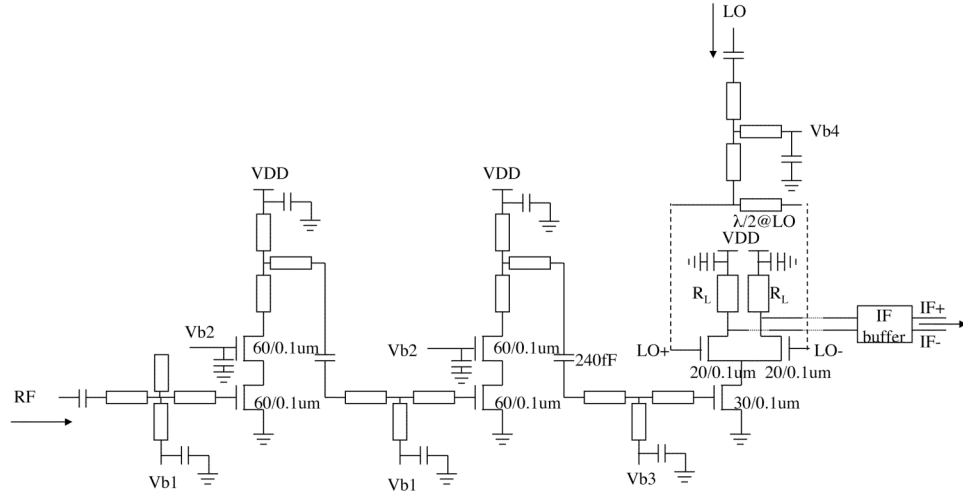 LO
Vb4
λ/2@LO
VDD
VDD
VDD
RL
RL
Vb2
60/0.1um
Vb2
60/0.1um
240fF
LO+
LO-
IF
buffer
IF+
IF-
20/0.1um
20/0.1um
RF
60/0.1um
60/0.1um
30/0.1um
Vb1
Vb1
Vb3